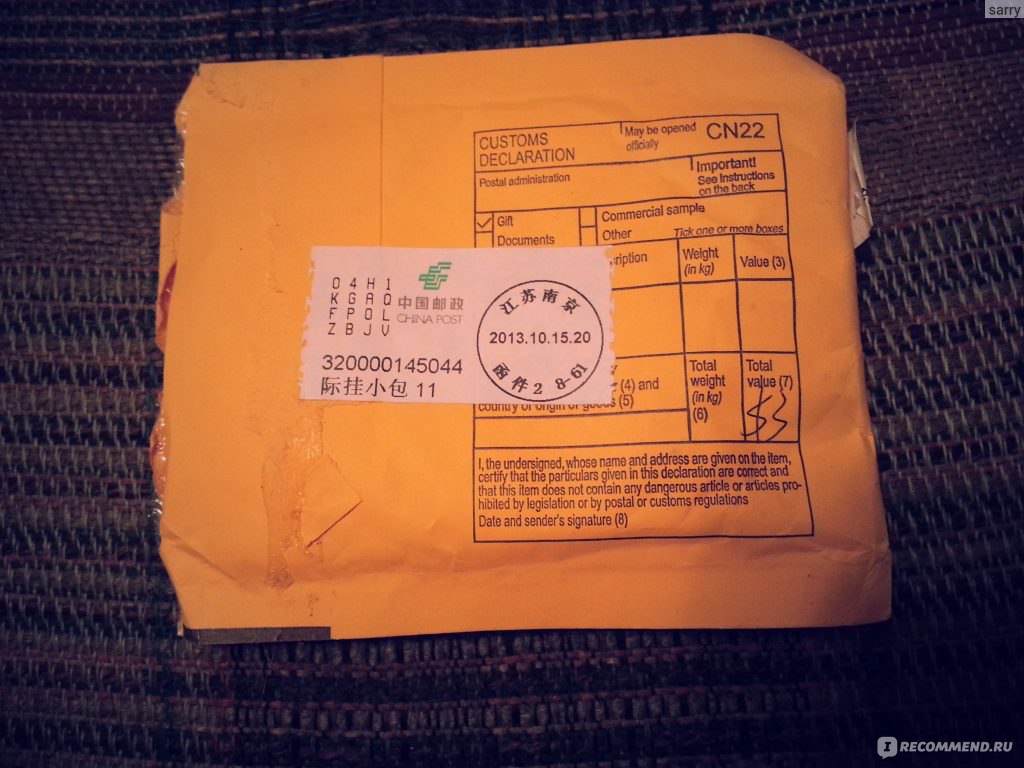 sarry
CUSTOMS
DECLARATION
May be opened
officially
CN22
Postal administration
Important!
See Instructions
on the back
Gift
Commercial sample
Documents
Other
Tick one or more boxes
ription
Weight
(in kg)
Value (3)
04H1
KGAO
FPOL
ZBJV
中国邮政
CHINA POST
320000145044
际挂小包 11
江苏南京
2013.10.15.20
函件2 8-61
(4) and
country of origin of goods (5)
Total
weight
(in kg)
(6)
Total
value (7)
$3
I, the undersigned, whose name and address are given on the item,
certify that the particulars given in this declaration are correct and
that this item does not contain any dangerous article or articles pro-
hibited by legislation or by postal or customs regulations
Date and sender's signature (8)
IRECOMMEND.RU